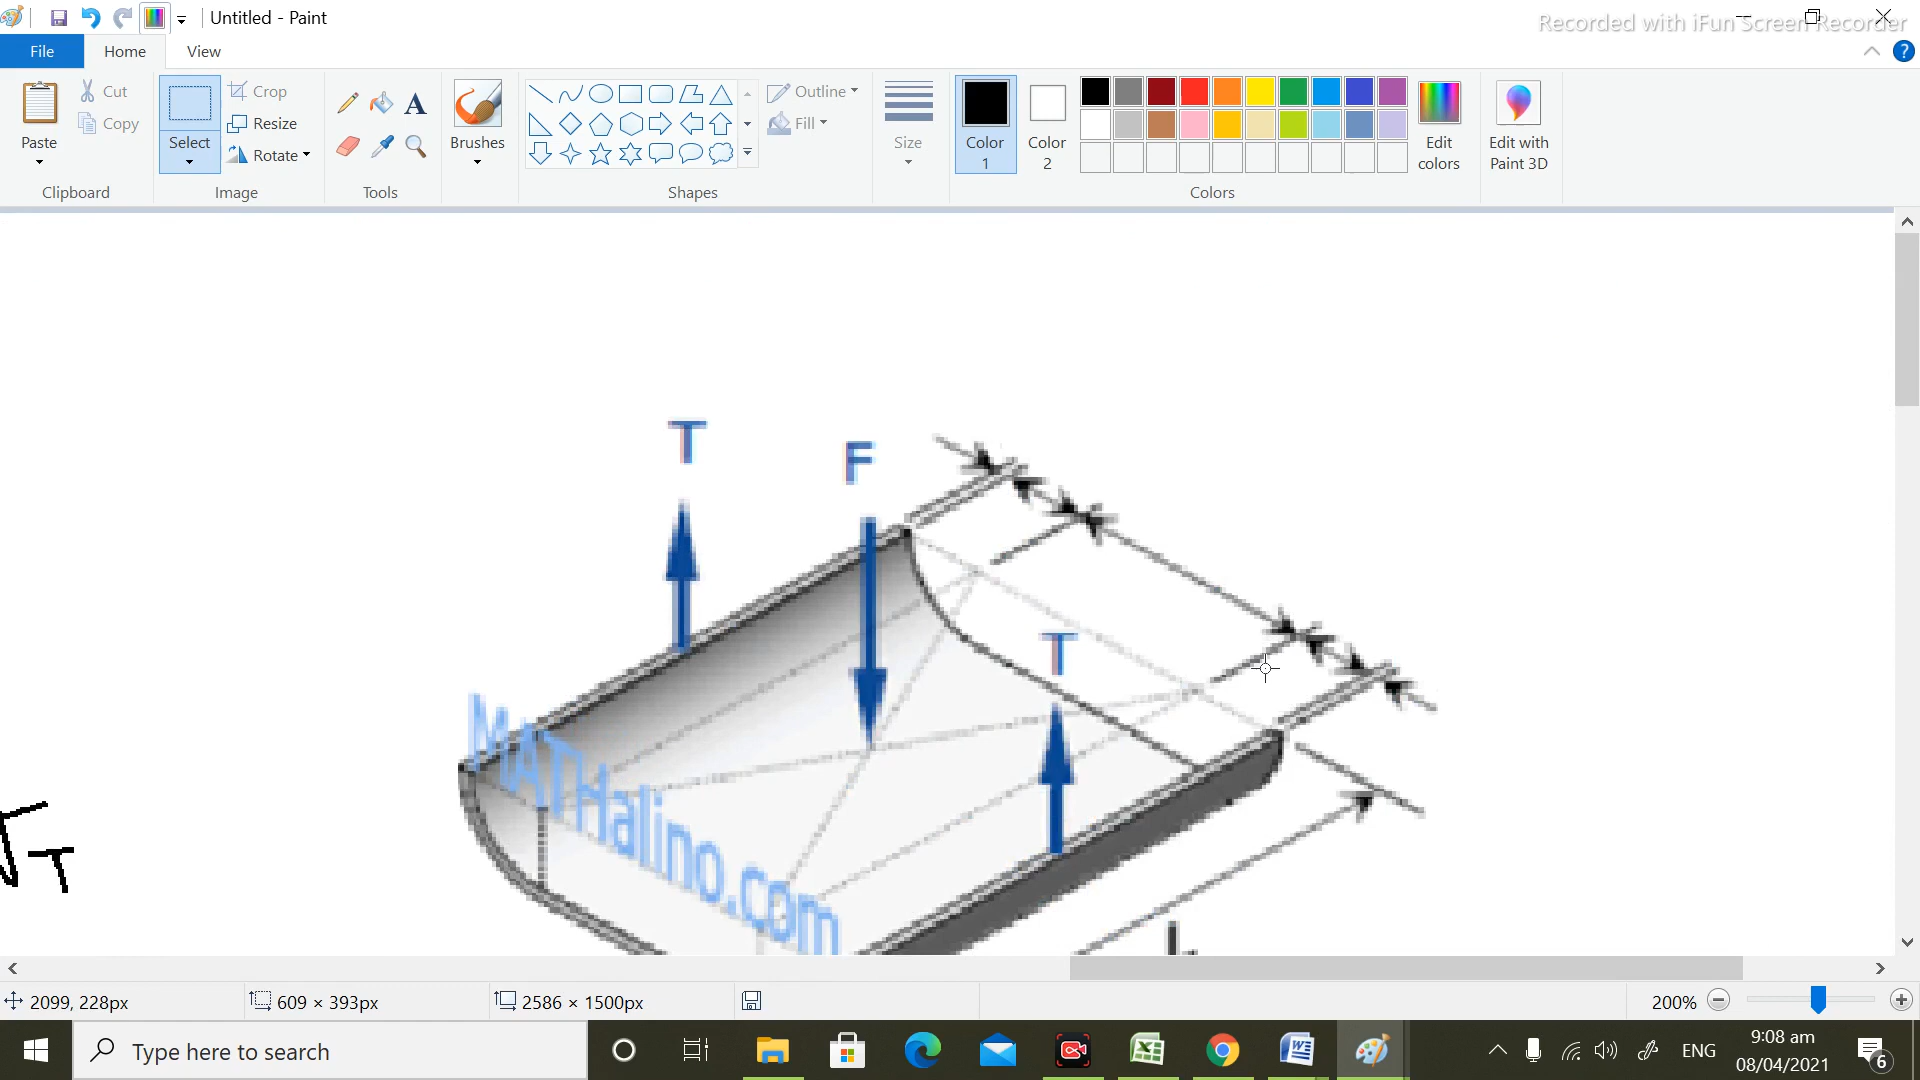 Untitled - Paint
Recorded with iFun Screen Recorder
File
Home
View
Paste
Cut
Copy
Clipboard
Select
Crop
Resize
Rotate
Image
Tools
Brushes
Shapes
Outline
Fill
Size
Color 1
Color 2
Colors
Edit colors
Edit with Paint 3D
T
F
T
MATHalino.com
L
2099, 228px
609 × 393px
2586 × 1500px
200%
Type here to search
ENG
9:08 am
08/04/2021
6